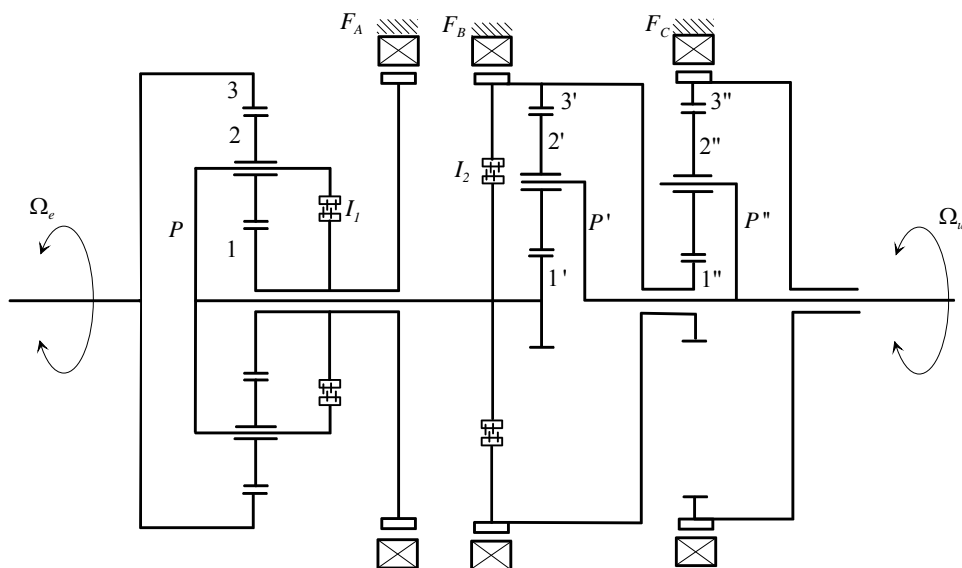 F_A
F_B
F_C
3
3'
3''
2
2'
2''
I_2
I_1
Ω_e
P
P'
P''
Ω_u
1
1'
1''